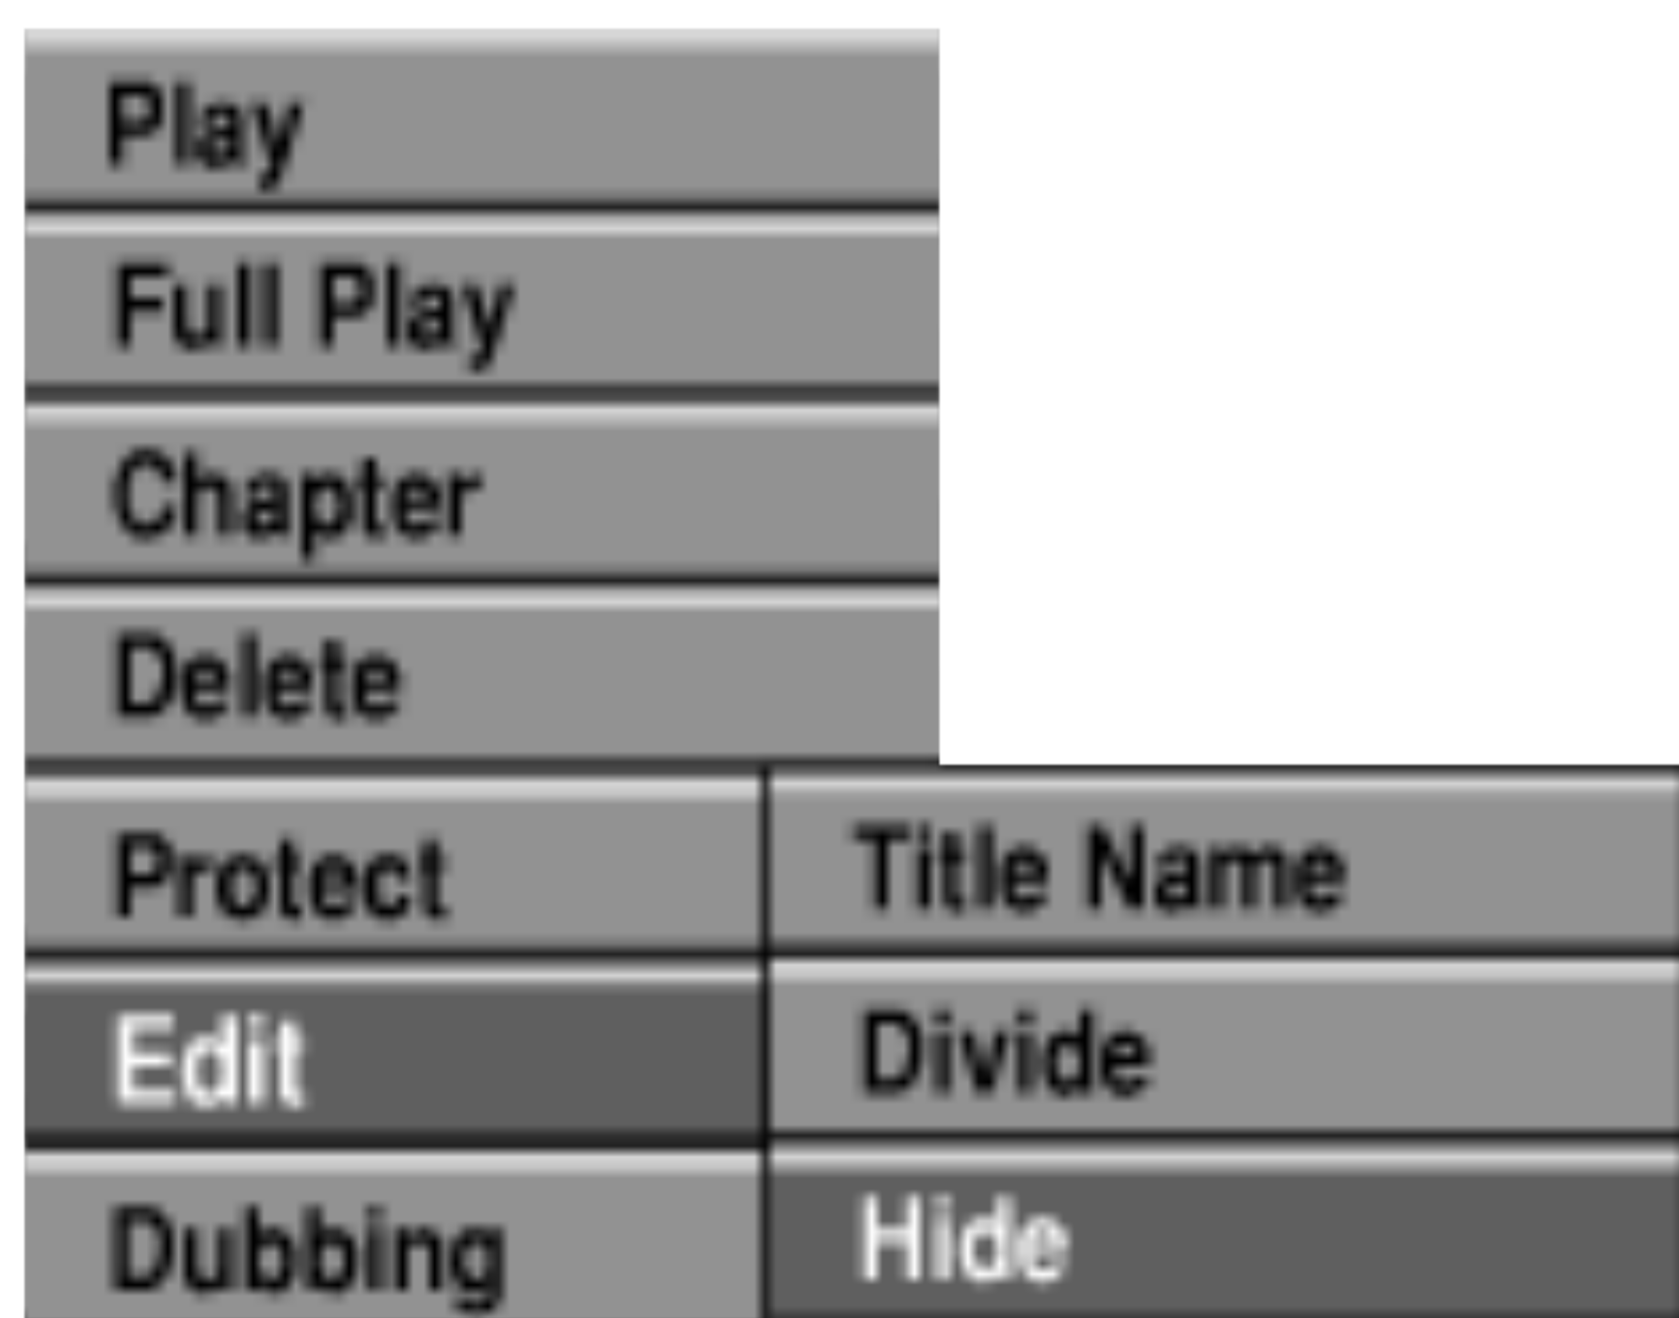 Play
Full Play
Chapter
Delete
Protect
Title Name
Edit
Divide
Dubbing
Hide